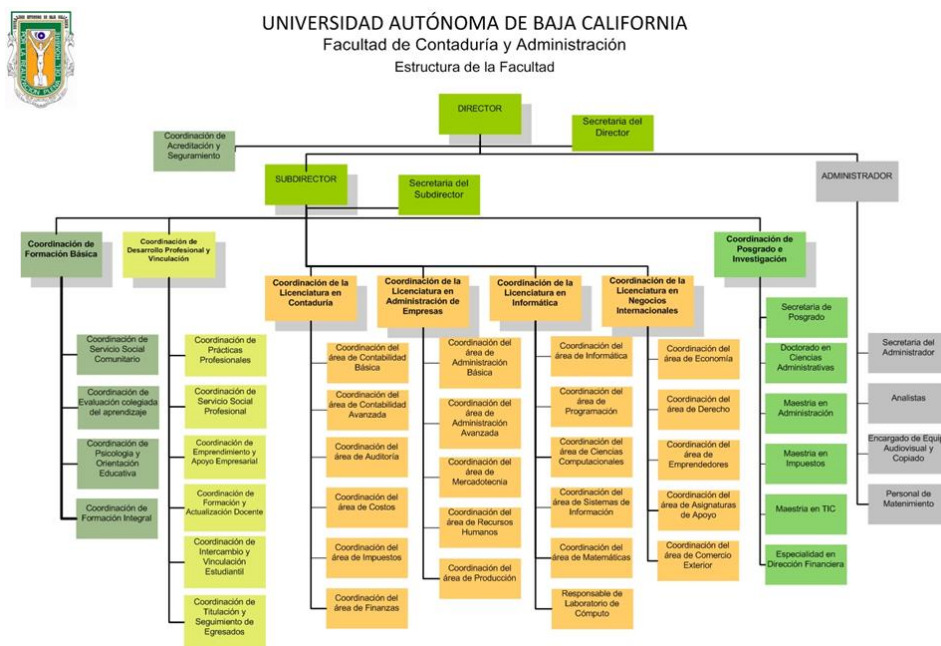 UNIVERSIDAD AUTÓNOMA DE BAJA CALIFORNIA
Facultad de Contaduría y Administración
Estructura de la Facultad
POR LA REALIZACIÓN PLENA DEL HOMBRE
DIRECTOR
Secretaria del
Director
Coordinación de
Acreditación y
Seguramiento
SUBDIRECTOR
Secretaria del
Subdirector
ADMINISTRADOR
Coordinación de
Formación Básica
Coordinación de
Desarrollo Profesional y
Vinculación
Coordinación de
Posgrado e
Investigación
Coordinación de la
Licenciatura en
Contaduría
Coordinación de la
Licenciatura en
Administración de
Empresas
Coordinación de la
Licenciatura en
Informática
Coordinación de la
Licenciatura en
Negocios
Internacionales
Coordinación de
Servicio Social
Comunitario
Coordinación de
Evaluación colegiada
del aprendizaje
Coordinación de
Psicologia y
Orientación
Educativa
Coordinación de
Formación Integral
Coordinación de
Prácticas
Profesionales
Coordinación de
Servicio Social
Profesional
Coordinación de
Emprendimiento y
Apoyo Empresarial
Coordinación de
Formación y
Actualización Docente
Coordinación de
Intercambio y
Vinculación
Estudiantil
Coordinación de
Titulación y
Seguimiento de
Egresados
Coordinación del
área de Contabilidad
Básica
Coordinación del
área de Contabilidad
Avanzada
Coordinación del
área de Auditoría
Coordinación del
área de Costos
Coordinación del
área de Impuestos
Coordinación del
área de Finanzas
Coordinación del
área de
Administración
Básica
Coordinación del
área de
Administración
Avanzada
Coordinación del
área de
Mercadotecnia
Coordinación del
área de Recursos
Humanos
Coordinación del
área de Producción
Coordinación del
área de Informática
Coordinación del
área de
Programación
Coordinación del
área de Ciencias
Computacionales
Coordinación del
área de Sistemas de
Información
Coordinación del
área de Matemáticas
Responsable de
Laboratorio de
Cómputo
Coordinación del
área de Economía
Coordinación del
área de Derecho
Coordinación del
área de
Emprendedores
Coordinación del
área de Asignaturas
de Apoyo
Coordinación del
área de Comercio
Exterior
Secretaria de
Posgrado
Doctorado en
Ciencias
Administrativas
Maestria en
Administración
Maestria en
Impuestos
Maestria en TIC
Especialidad en
Dirección Financiera
Secretaria del
Administrador
Analistas
Encargado de Equip
Audiovisual y
Copiado
Personal de
Matenimiento